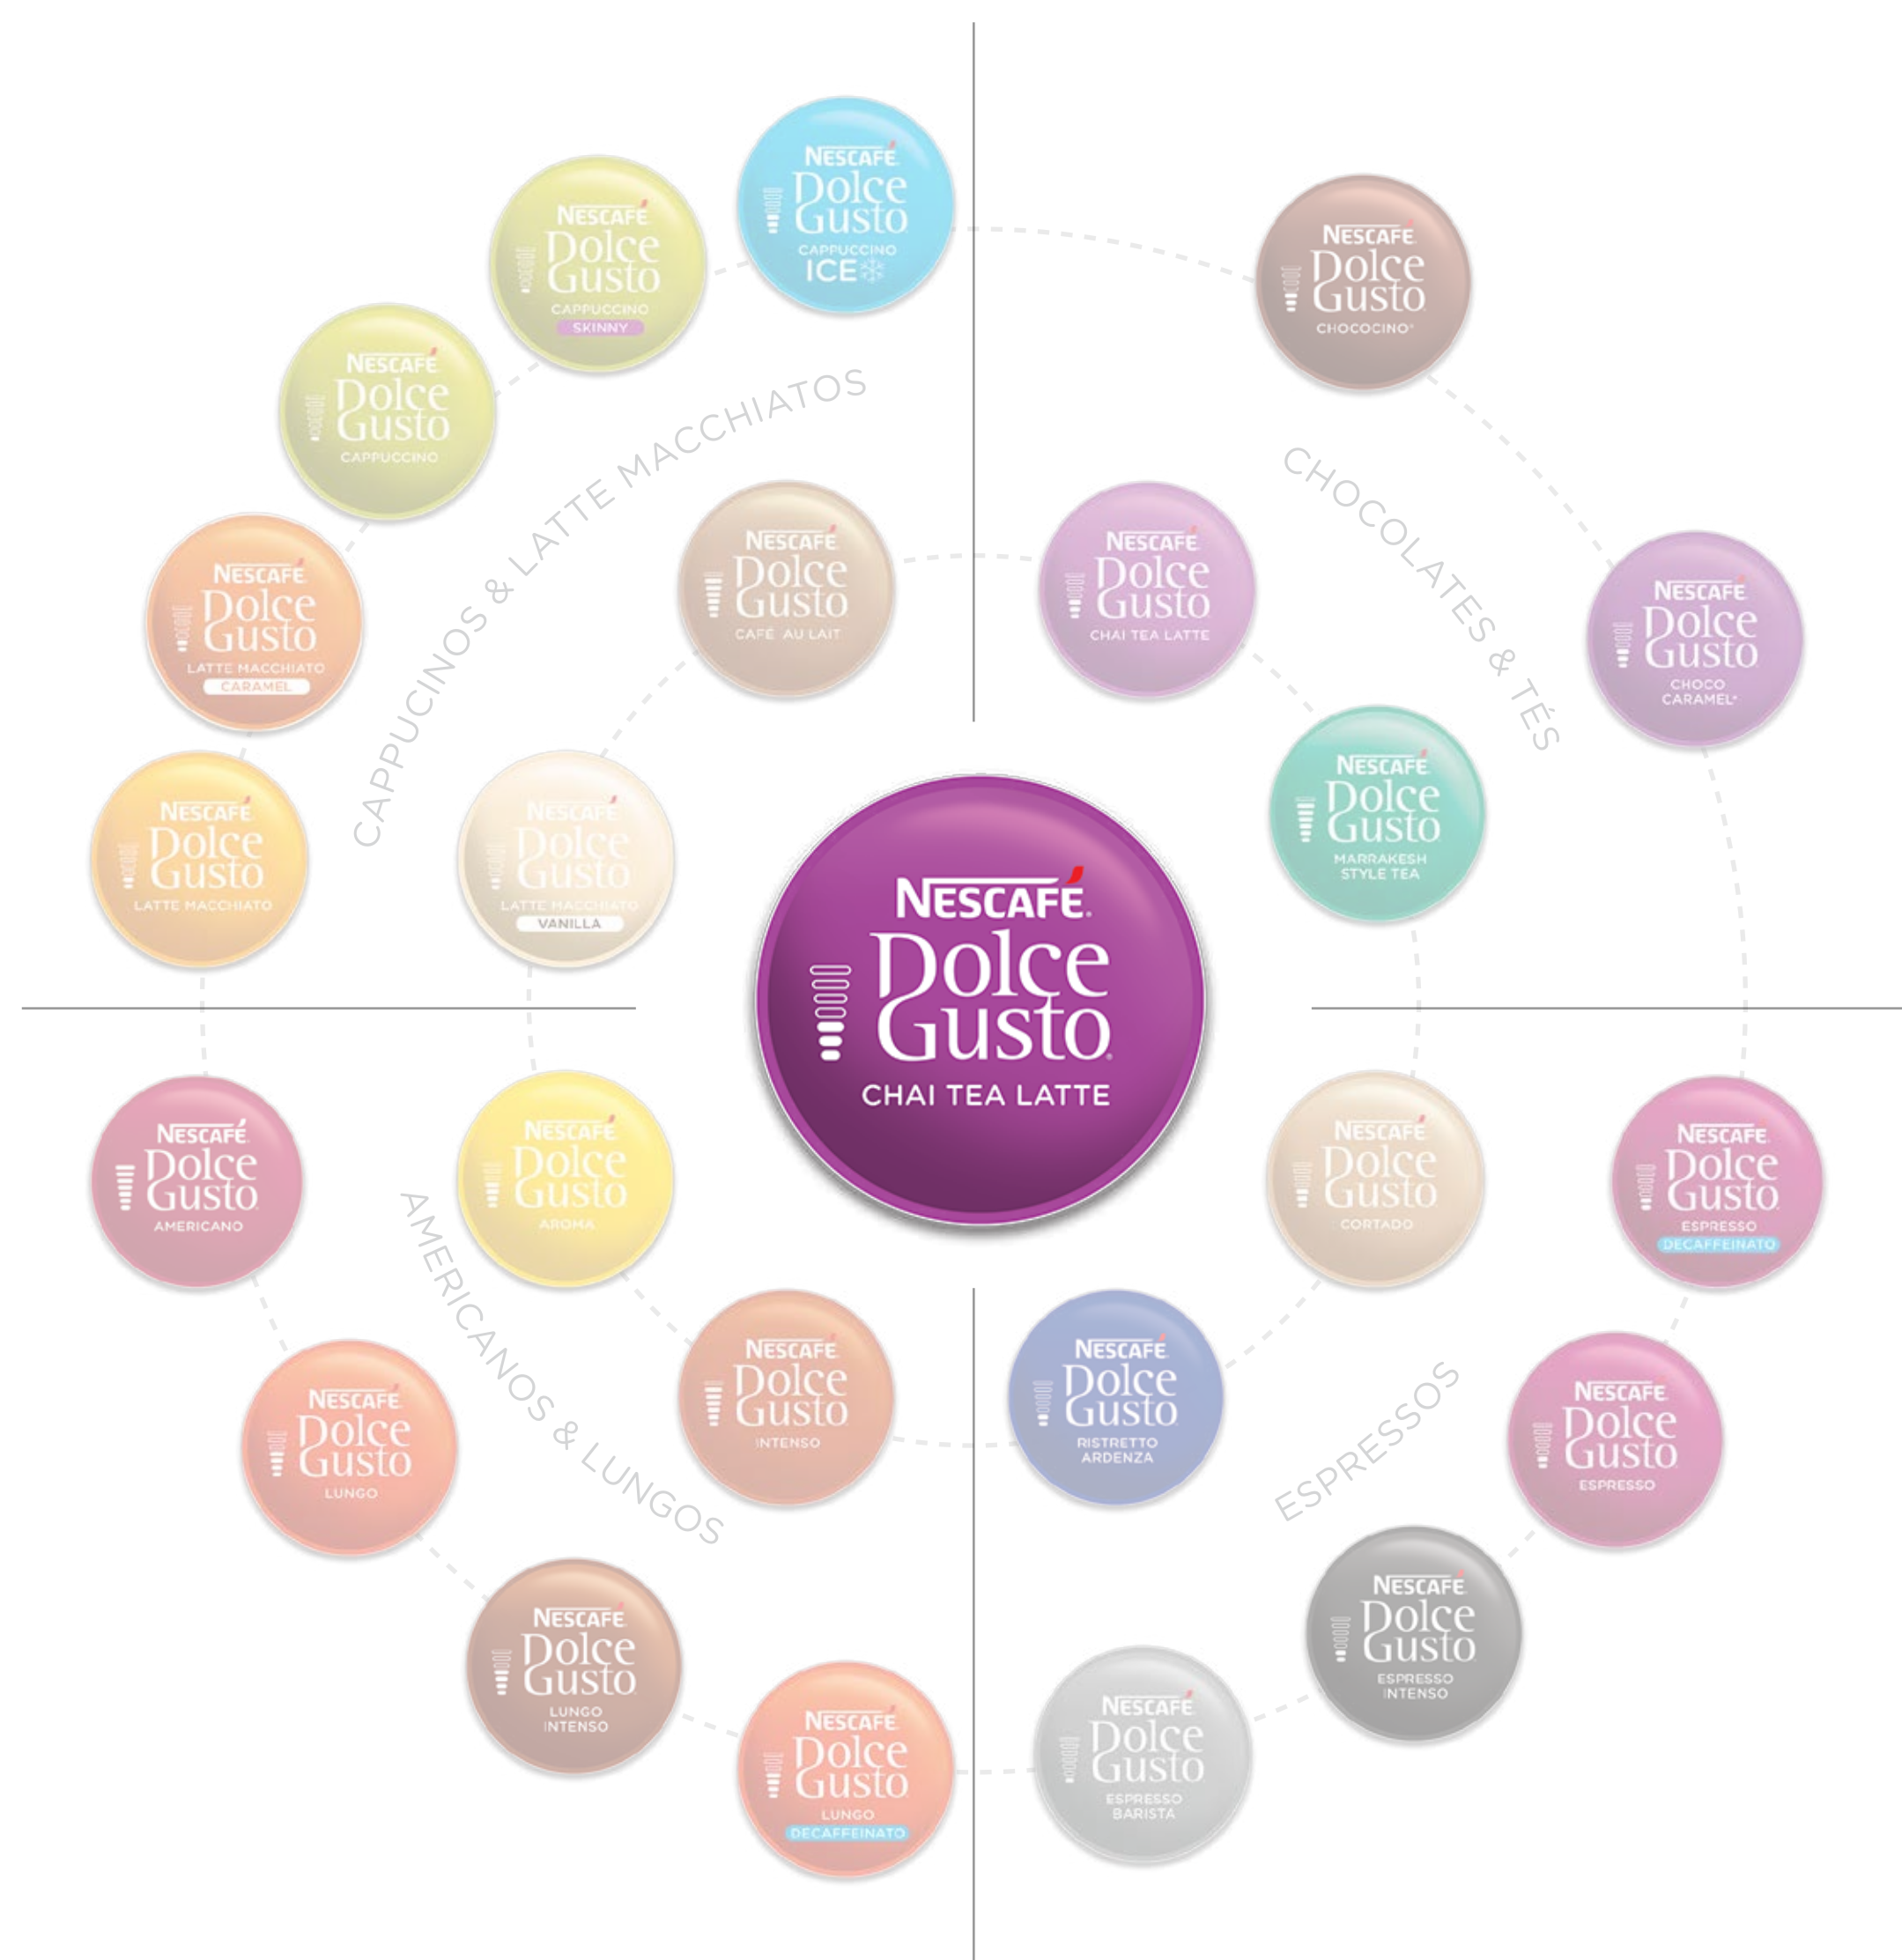 NESCAFÉ.
Dolce
Gusto
CAPPUCCINO
ICE
NESCAFÉ.
Dolce
Gusto
CAPPUCCINO
SKINNY
NESCAFÉ.
Dolce
Gusto
CAPPUCCINO
NESCAFÉ.
Dolce
Gusto
LATTE MACCHIATO
CARAMEL
NESCAFÉ.
Dolce
Gusto
LATTE MACCHIATO
CAPPUCINOS & LATTE MACCHIATOS
NESCAFÉ.
Dolce
Gusto
CAFÉ AU LAIT
NESCAFÉ.
Dolce
Gusto
LATTE MACCHIATO
VANILLA
NESCAFÉ.
Dolce
Gusto
CHOCOCINO*
NESCAFÉ.
Dolce
Gusto
CHOCO
CARAMEL*
CHOCOLATES & TÉS
NESCAFÉ.
Dolce
Gusto
CHAI TEA LATTE
NESCAFÉ.
Dolce
Gusto
MARRAKESH
STYLE TEA
NESCAFÉ®
Dolce
Gusto®
CHAI TEA LATTE
NESCAFÉ.
Dolce
Gusto
AMERICANO
NESCAFÉ.
Dolce
Gusto
AROMA
AMERICANOS & LUNGOS
NESCAFÉ.
Dolce
Gusto
INTENSO
NESCAFÉ.
Dolce
Gusto
LUNGO
NESCAFÉ.
Dolce
Gusto
LUNGO
INTENSO
NESCAFÉ.
Dolce
Gusto
LUNGO
DECAFFEINATO
NESCAFÉ.
Dolce
Gusto
CORTADO
NESCAFÉ.
Dolce
Gusto
ESPRESSO
DECAFFEINATO
NESCAFÉ.
Dolce
Gusto
RISTRETTO
ARDENZA
ESPRESSOS
NESCAFÉ.
Dolce
Gusto
ESPRESSO
NESCAFÉ.
Dolce
Gusto
ESPRESSO
INTENSO
NESCAFÉ.
Dolce
Gusto
ESPRESSO
BARISTA